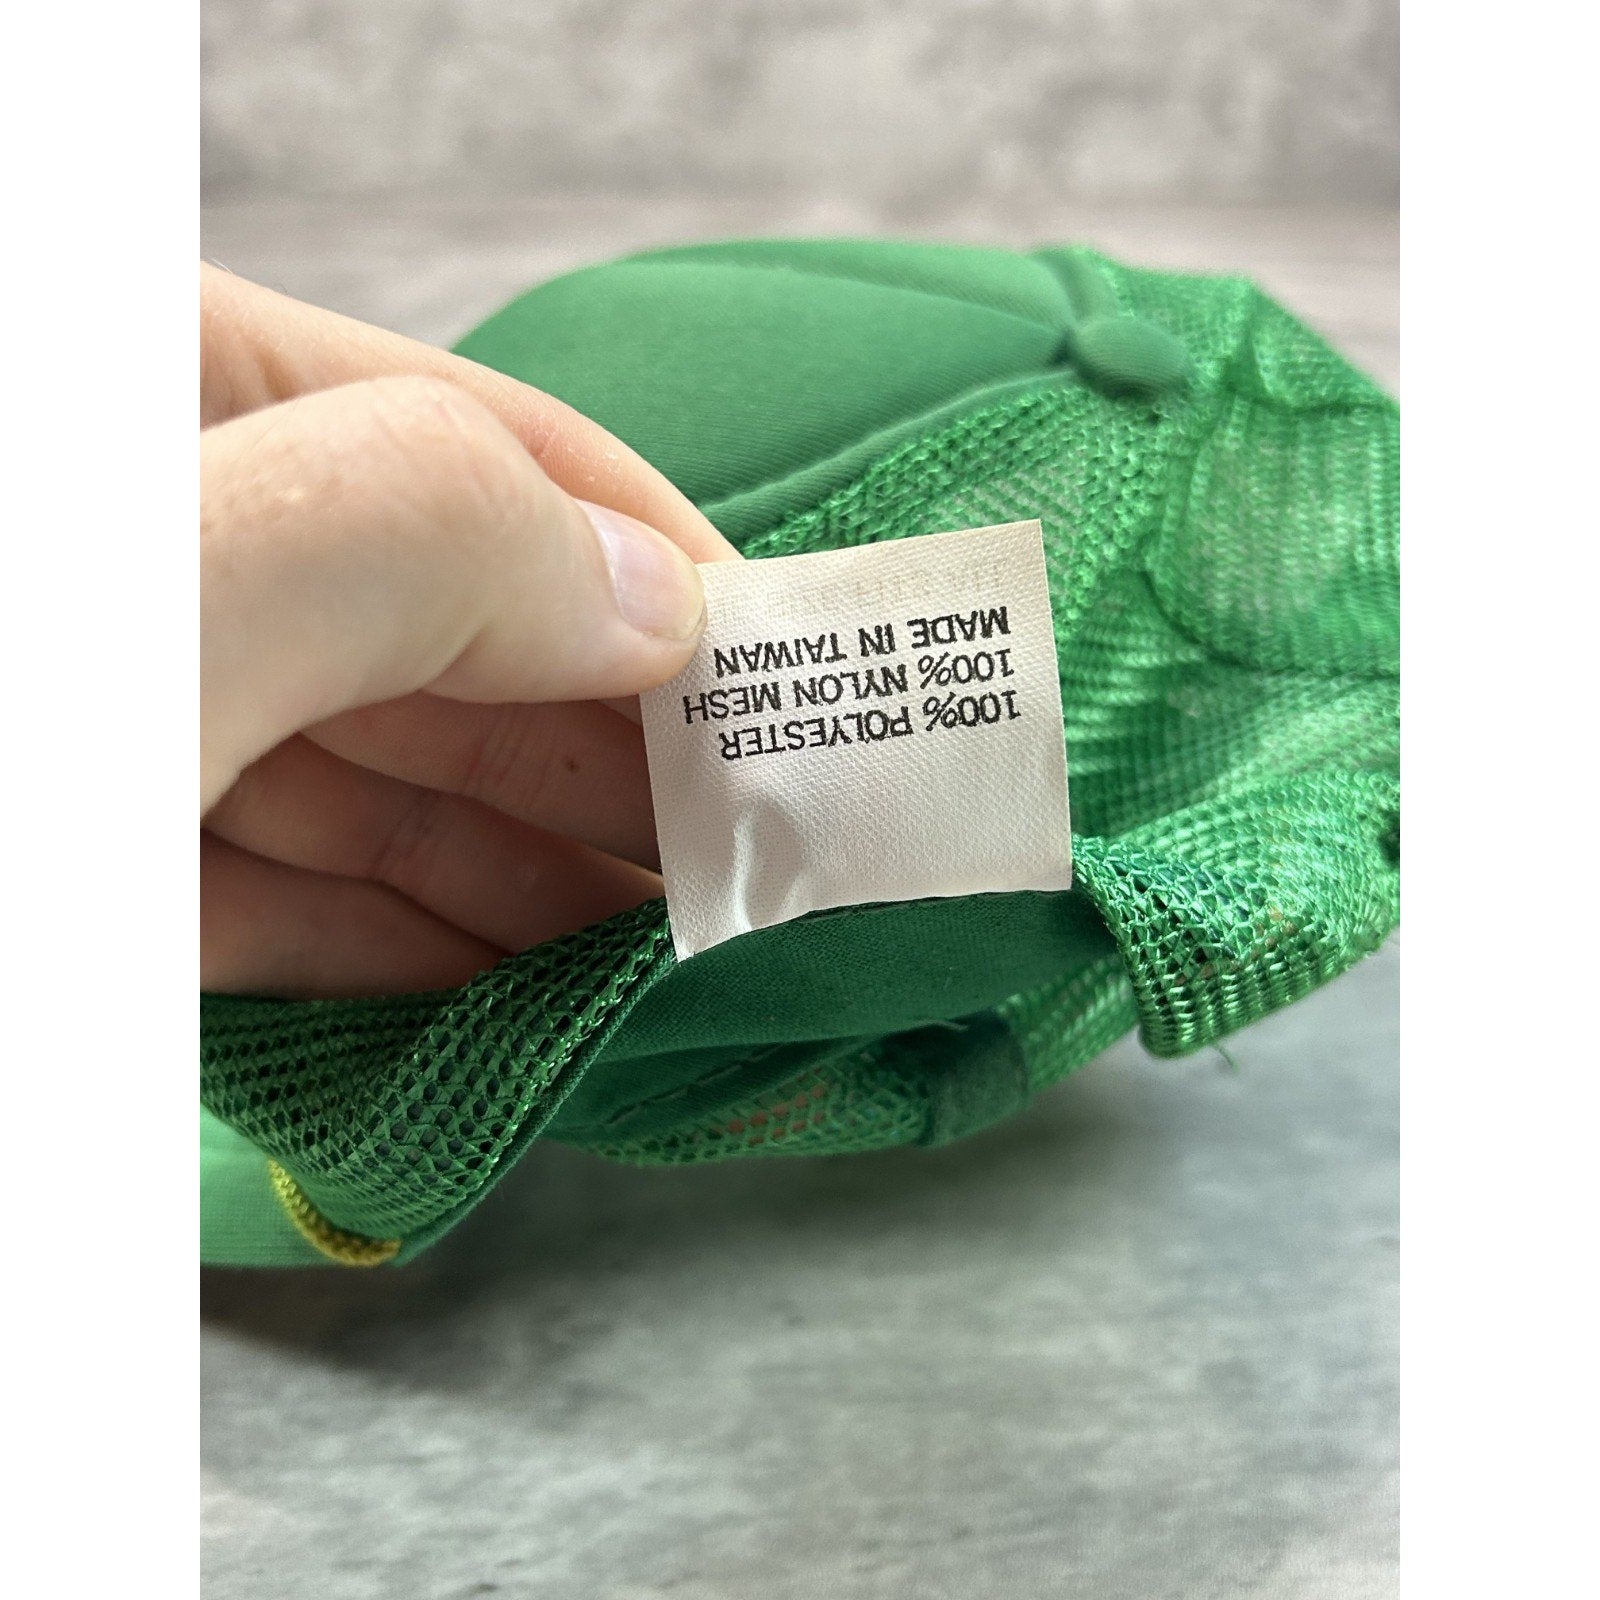 100% POLYESTER
100% NYLON MESH
MADE IN TAIWAN